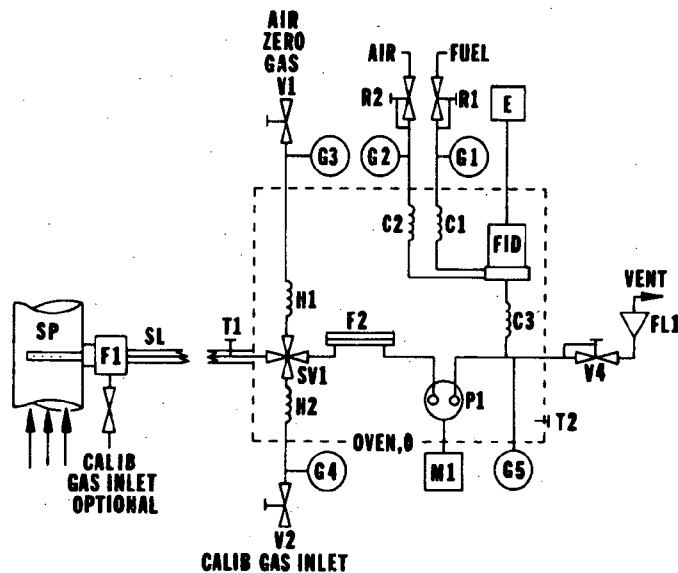 AIR
ZERO
GAS
V1
AIR
FUEL
R2
R1
E
G3
G2
G1
C2
C1
FID
H1
C3
VENT
FL1
SP
F1
SL
T1
F2
SV1
H2
P1
V4
T2
OVEN,0
M1
G5
G4
CALIB
GAS INLET
OPTIONAL
V2
CALIB GAS INLET